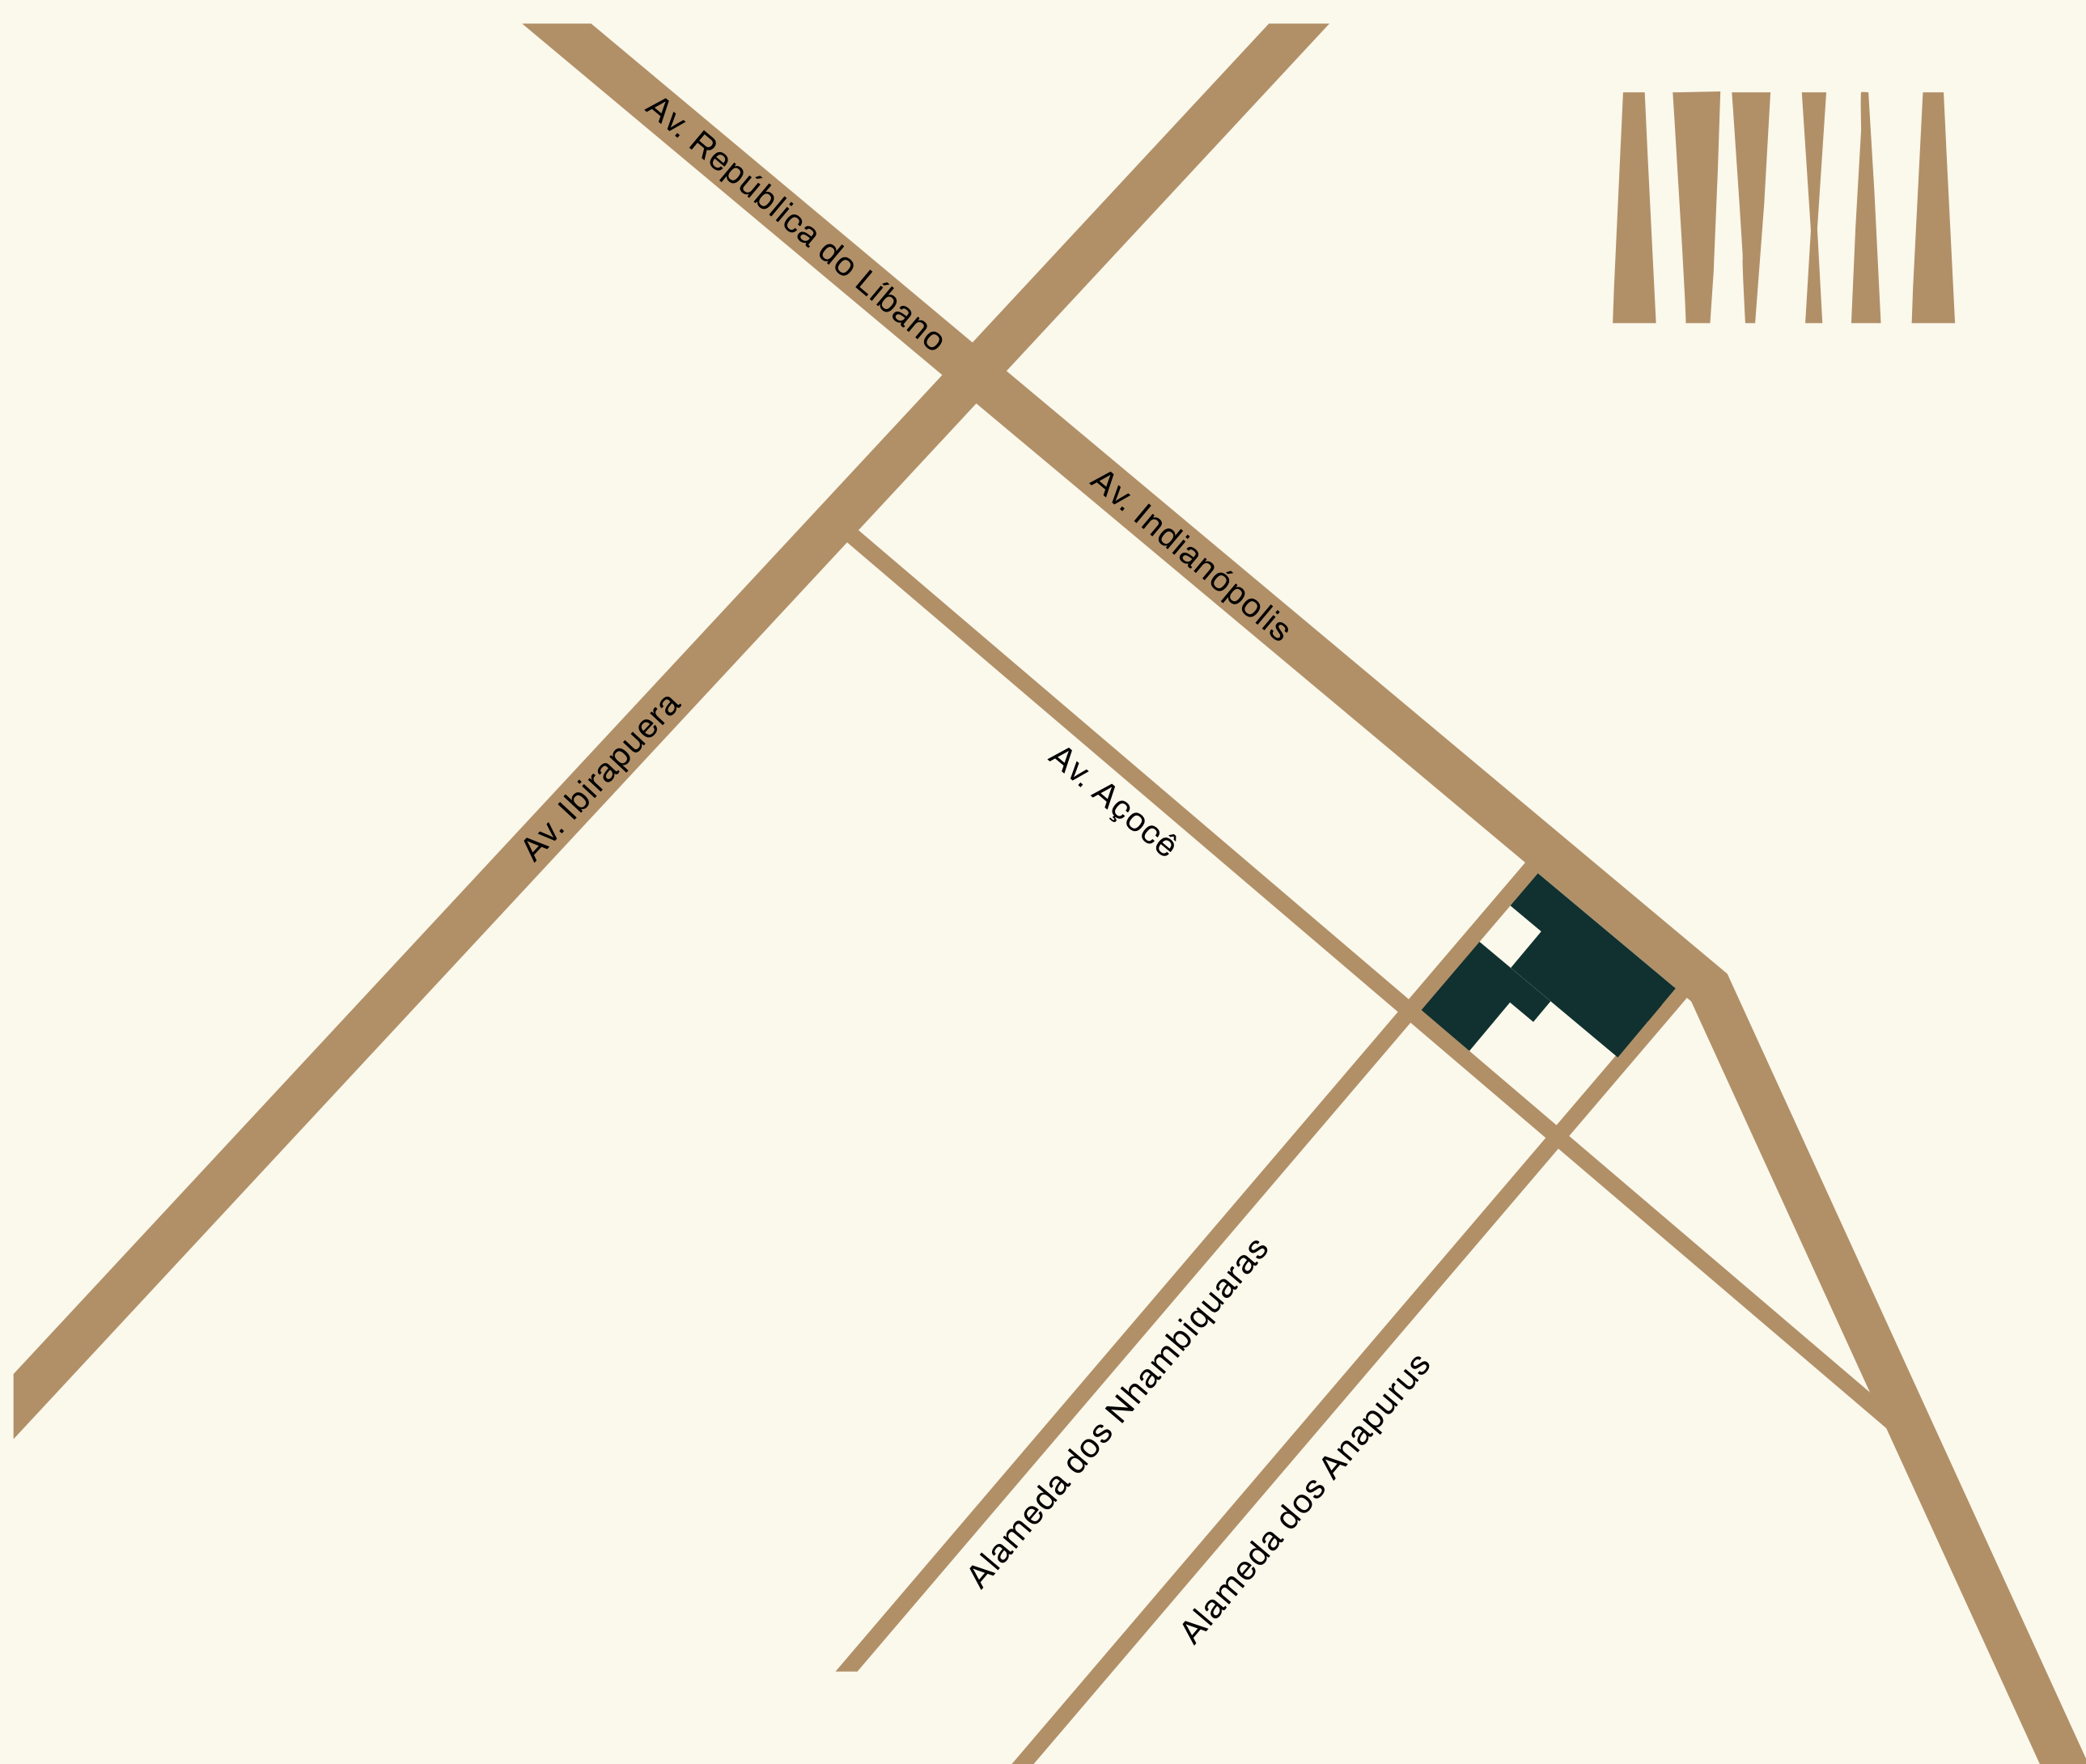 Av. República do Líbano
Av. Indianópolis
Av. Ibirapuera
Av. Açocê
Alameda dos Nhambiquaras
Alameda dos Anapurus